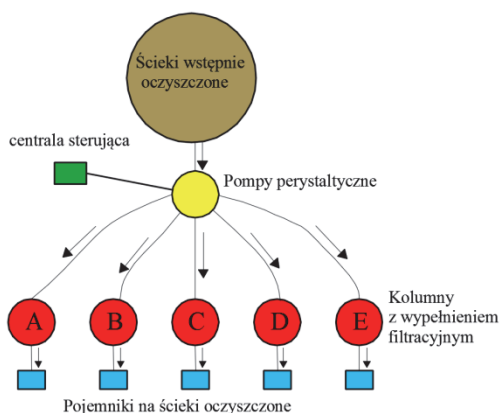 Ścieki wstępnie
oczyszczone
centrala sterująca
Pompy perystaltyczne
A B C D E
Kolumny
z wypełnieniem
filtracyjnym
Pojemniki na ścieki oczyszczone